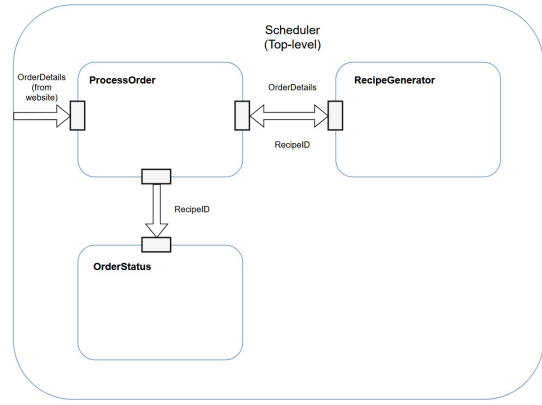 Scheduler
(Top-level)
OrderDetails
(from
website)
ProcessOrder
OrderDetails
RecipeID
RecipeGenerator
RecipeID
OrderStatus